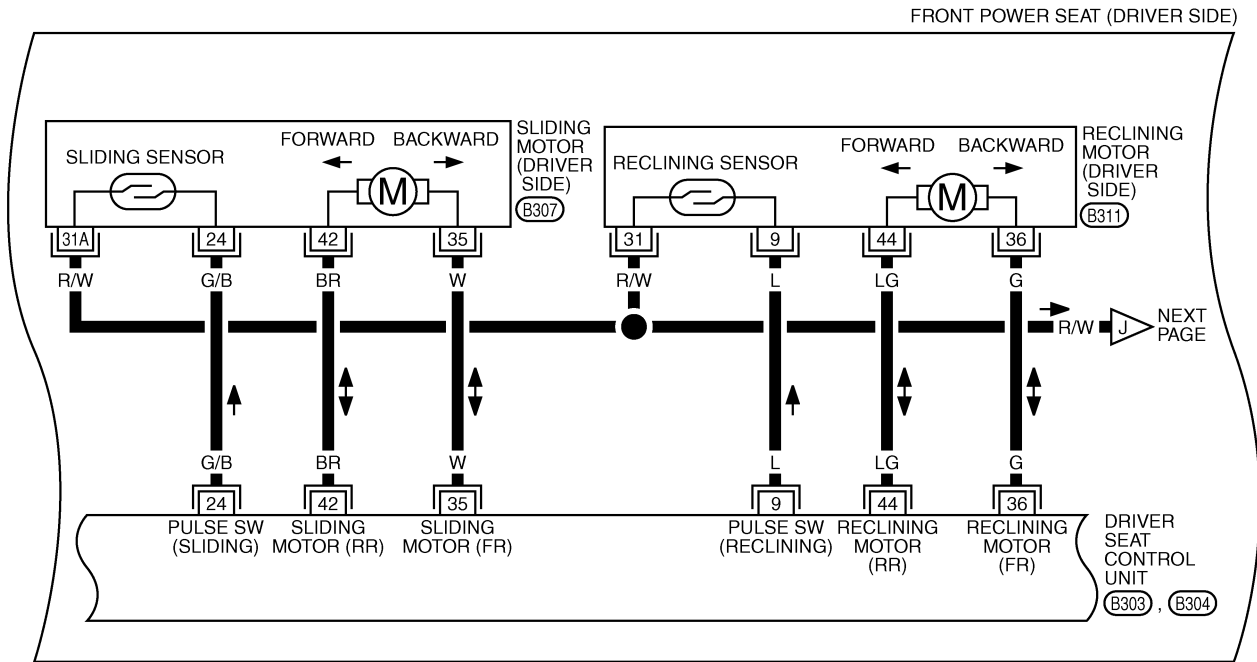 FRONT POWER SEAT (DRIVER SIDE)
SLIDING SENSOR
FORWARD BACKWARD
M
SLIDING
MOTOR
(DRIVER
SIDE)
B307
RECLINING SENSOR
FORWARD BACKWARD
M
RECLINING
MOTOR
(DRIVER
SIDE)
B311
31A 24 42 35 31 9 44 36
R/W G/B BR W R/W L LG G
R/W J NEXT
PAGE
G/B BR W L LG G
24 42 35 9 44 36
PULSE SW
(SLIDING)
SLIDING
MOTOR (RR)
SLIDING
MOTOR (FR)
PULSE SW
(RECLINING)
RECLINING
MOTOR
(RR)
RECLINING
MOTOR
(FR)
DRIVER
SEAT
CONTROL
UNIT
B303 , B304